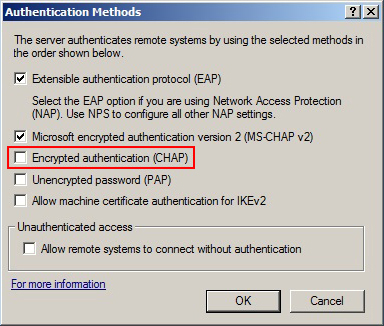 Authentication Methods
The server authenticates remote systems by using the selected methods in
the order shown below.
Extensible authentication protocol (EAP)
Select the EAP option if you are using Network Access Protection
(NAP). Use NPS to configure all other NAP settings.
Microsoft encrypted authentication version 2 (MS-CHAP v2)
Encrypted authentication (CHAP)
Unencrypted password (PAP)
Allow machine certificate authentication for IKEv2
Unauthenticated access
Allow remote systems to connect without authentication
For more information
OK
Cancel